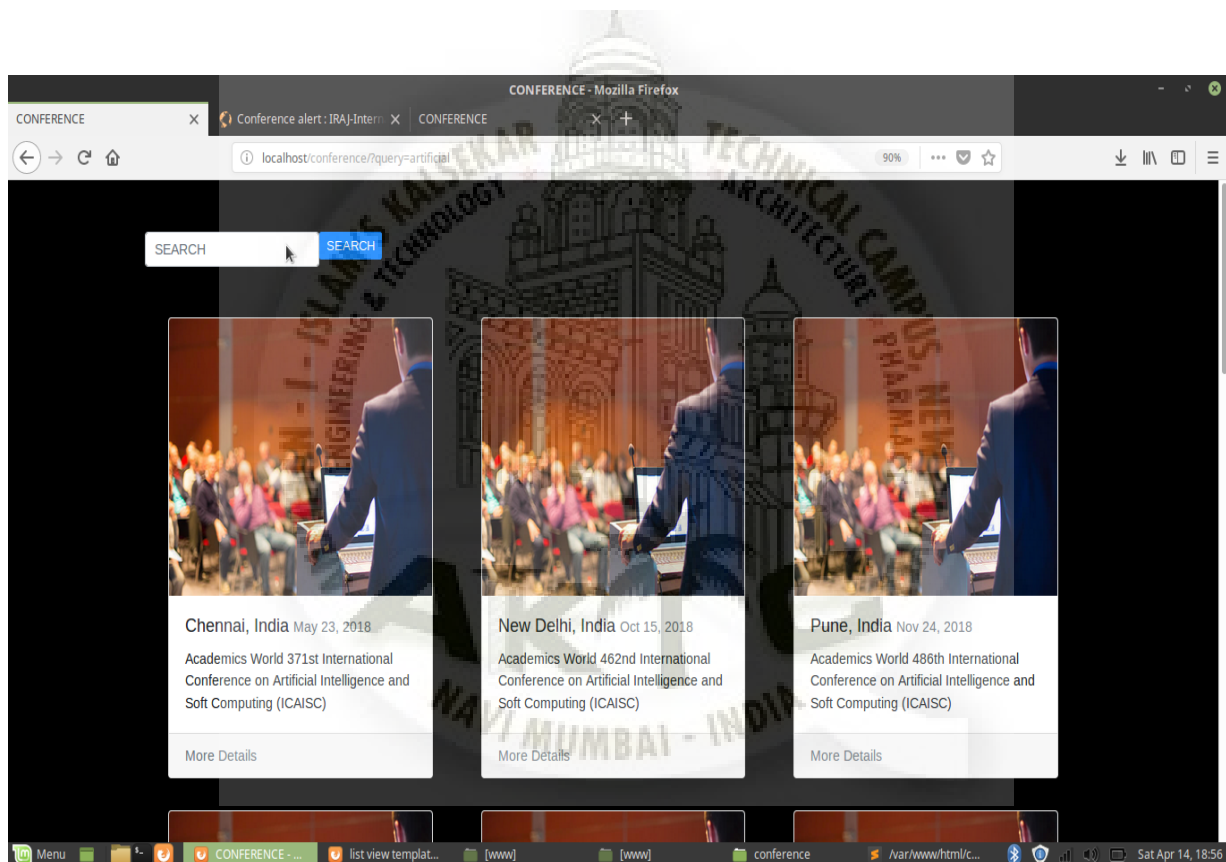 CONFERENCE - Mozilla Firefox
CONFERENCE
Conference alert : IRAJ-Intern
CONFERENCE
localhost/conference/?query=artificial
90%
SEARCH
SEARCH
Chennai, India May 23, 2018
Academics World 371st International
Conference on Artificial Intelligence and
Soft Computing (ICAISC)
More Details
New Delhi, India Oct 15, 2018
Academics World 462nd International
Conference on Artificial Intelligence and
Soft Computing (ICAISC)
More Details
Pune, India Nov 24, 2018
Academics World 486th International
Conference on Artificial Intelligence and
Soft Computing (ICAISC)
More Details
KALSEKAR TECHNICAL CAMPUS,
ENGINEERING & TECHNOLOGY * ARCHITECTURE *
AKTC
NAVI MUMBAI - INDIA
Menu
CONFERENCE - ...
list view templat...
[www]
[www]
conference
/var/www/html/c...
Sat Apr 14, 18:56